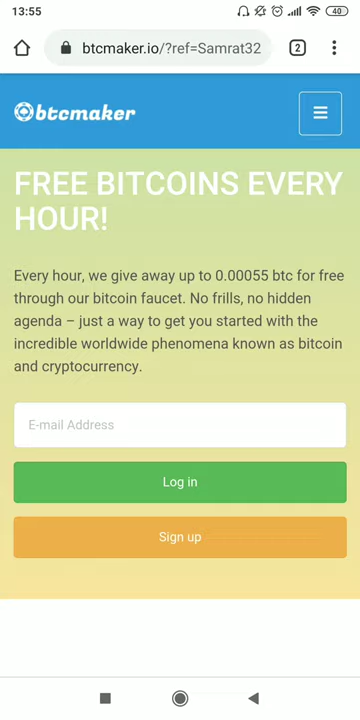 13:55
40
btcmaker.io/?ref=Samrat32
2
btcmaker
FREE BITCOINS EVERY
HOUR!
Every hour, we give away up to 0.00055 btc for free
through our bitcoin faucet. No frills, no hidden
agenda – just a way to get you started with the
incredible worldwide phenomena known as bitcoin
and cryptocurrency.
E-mail Address
Log in
Sign up